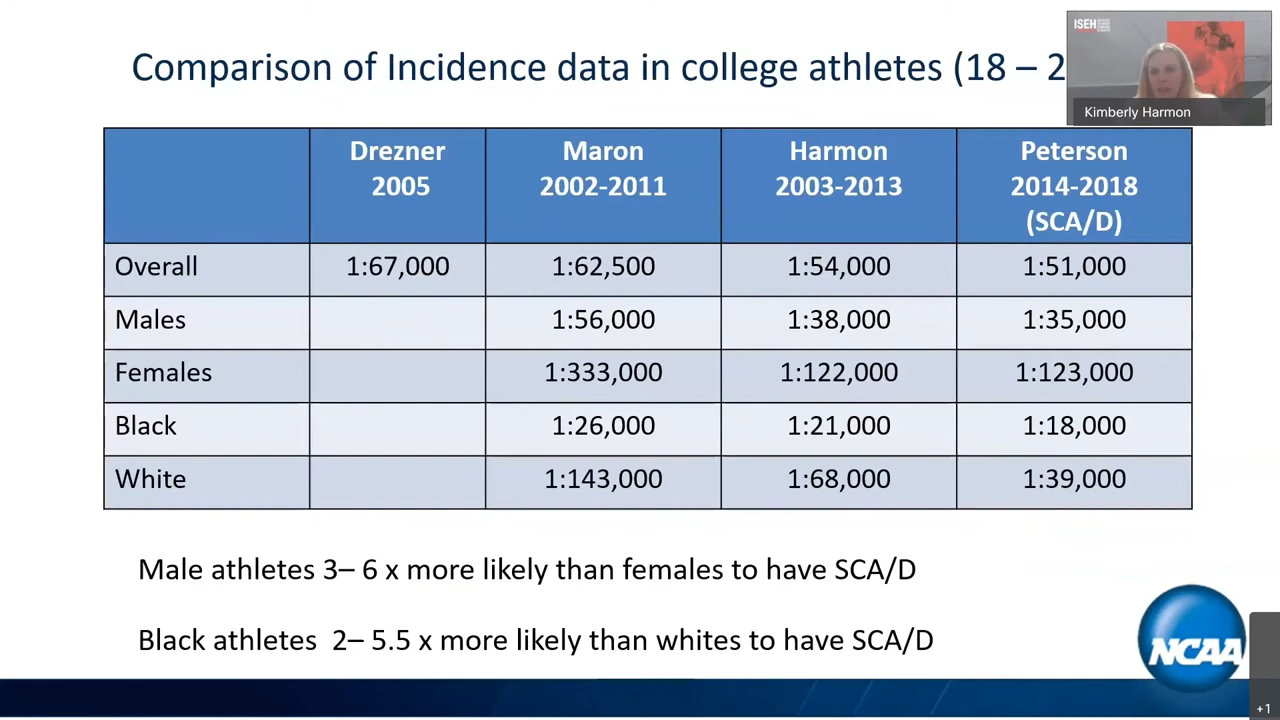 Comparison of Incidence data in college athletes (18 – 2
ISEH
Kimberly Harmon
Drezner 2005
Maron 2002-2011
Harmon 2003-2013
Peterson 2014-2018 (SCA/D)
Overall 1:67,000 1:62,500 1:54,000 1:51,000
Males 1:56,000 1:38,000 1:35,000
Females 1:333,000 1:122,000 1:123,000
Black 1:26,000 1:21,000 1:18,000
White 1:143,000 1:68,000 1:39,000
Male athletes 3– 6 x more likely than females to have SCA/D
Black athletes 2– 5.5 x more likely than whites to have SCA/D
NCAA
+1